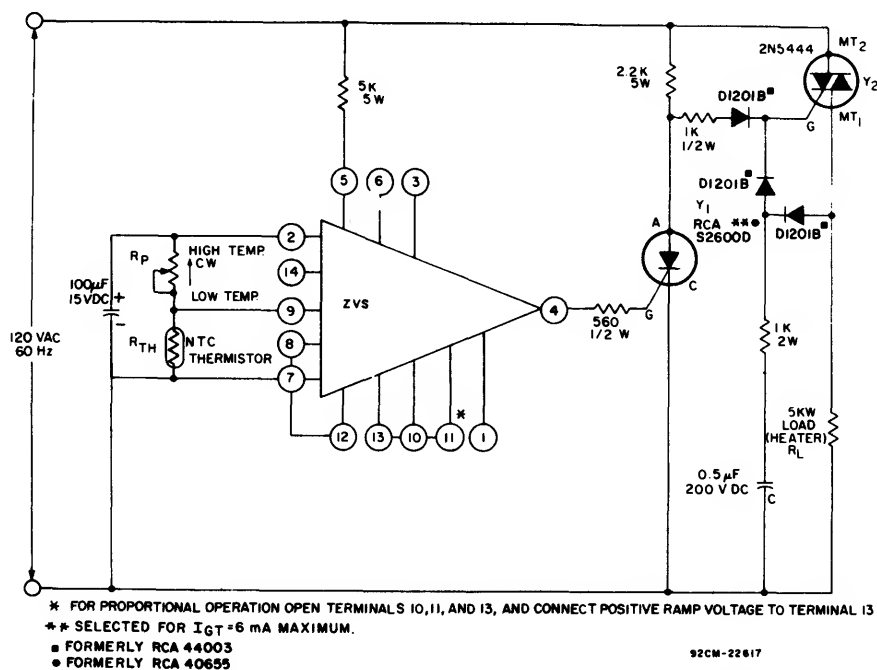 2N5444
MT2
Y2
MT1
G
2.2K
5W
5K
5W
D1201B■
1K
1/2 W
D1201B■
Y1
RCA **●
S2600D
D1201B■
A
C
G
5
6
3
2
14
9
8
7
4
12
13
10
11
*
1
ZVS
HIGH TEMP.
CW
LOW TEMP.
RP
100µF
15VDC
+
−
RTH
NTC
THERMISTOR
120 VAC
60 Hz
560
1/2 W
1K
2W
5KW
LOAD
(HEATER)
RL
0.5µF
200 V DC
C
* FOR PROPORTIONAL OPERATION OPEN TERMINALS 10,11, AND 13, AND CONNECT POSITIVE RAMP VOLTAGE TO TERMINAL 13
** SELECTED FOR IGT = 6 mA MAXIMUM.
■ FORMERLY RCA 44003
● FORMERLY RCA 40655
92CM-22617